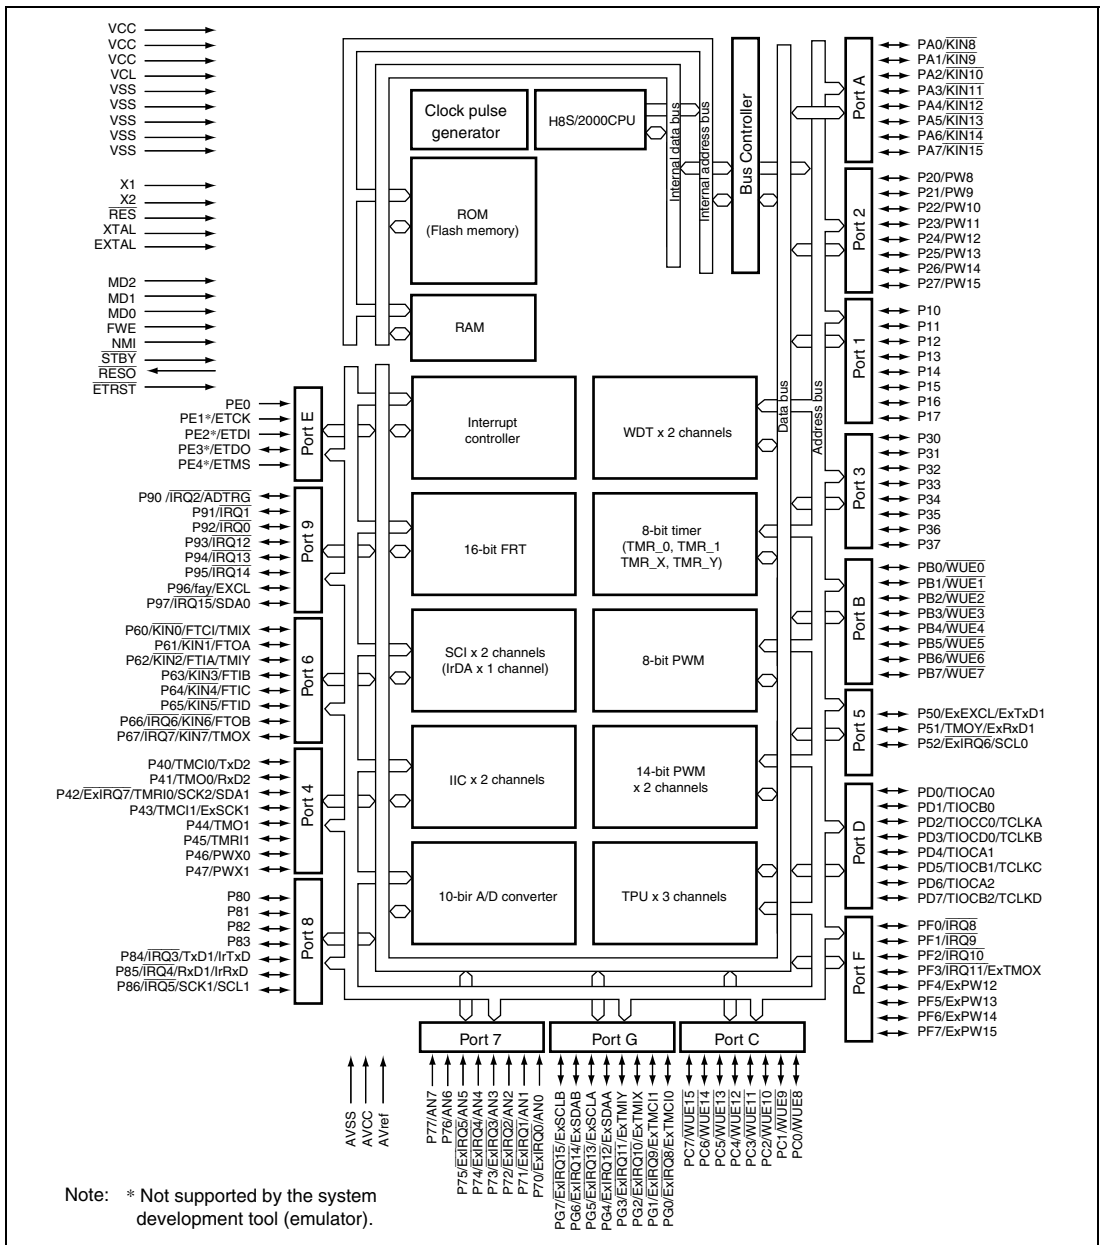 VCC
VCC
VCC
VCL
VSS
VSS
VSS
VSS
VSS
X1
X2
RES
XTAL
EXTAL
MD2
MD1
MD0
FWE
NMI
STBY
RESO
ETRST
PE0
PE1*/ETCK
PE2*/ETDI
PE3*/ETDO
PE4*/ETMS
Port E
P90 /IRQ2/ADTRG
P91/IRQ1
P92/IRQ0
P93/IRQ12
P94/IRQ13
P95/IRQ14
P96/fay/EXCL
P97/IRQ15/SDA0
Port 9
P60/KIN0/FTCI/TMIX
P61/KIN1/FTOA
P62/KIN2/FTIA/TMIY
P63/KIN3/FTIB
P64/KIN4/FTIC
P65/KIN5/FTID
P66/IRQ6/KIN6/FTOB
P67/IRQ7/KIN7/TMOX
Port 6
P40/TMCI0/TxD2
P41/TMO0/RxD2
P42/ExIRQ7/TMRI0/SCK2/SDA1
P43/TMCI1/ExSCK1
P44/TMO1
P45/TMRI1
P46/PWX0
P47/PWX1
Port 4
P80
P81
P82
P83
P84/IRQ3/TxD1/IrTxD
P85/IRQ4/RxD1/IrRxD
P86/IRQ5/SCK1/SCL1
Port 8
Clock pulse
generator
H8S/2000CPU
ROM
(Flash memory)
RAM
Internal data bus
Internal address bus
Bus Controller
Interrupt
controller
WDT x 2 channels
16-bit FRT
8-bit timer
(TMR_0, TMR_1
TMR_X, TMR_Y)
SCI x 2 channels
(IrDA x 1 channel)
8-bit PWM
IIC x 2 channels
14-bit PWM
x 2 channels
10-bir A/D converter
TPU x 3 channels
Data bus
Address bus
Port A
PA0/KIN8
PA1/KIN9
PA2/KIN10
PA3/KIN11
PA4/KIN12
PA5/KIN13
PA6/KIN14
PA7/KIN15
Port 2
P20/PW8
P21/PW9
P22/PW10
P23/PW11
P24/PW12
P25/PW13
P26/PW14
P27/PW15
Port 1
P10
P11
P12
P13
P14
P15
P16
P17
Port 3
P30
P31
P32
P33
P34
P35
P36
P37
Port B
PB0/WUE0
PB1/WUE1
PB2/WUE2
PB3/WUE3
PB4/WUE4
PB5/WUE5
PB6/WUE6
PB7/WUE7
Port 5
P50/ExEXCL/ExTxD1
P51/TMOY/ExRxD1
P52/ExIRQ6/SCL0
Port D
PD0/TIOCA0
PD1/TIOCB0
PD2/TIOCC0/TCLKA
PD3/TIOCD0/TCLKB
PD4/TIOCA1
PD5/TIOCB1/TCLKC
PD6/TIOCA2
PD7/TIOCB2/TCLKD
Port F
PF0/IRQ8
PF1/IRQ9
PF2/IRQ10
PF3/IRQ11/ExTMOX
PF4/ExPW12
PF5/ExPW13
PF6/ExPW14
PF7/ExPW15
Port 7
Port G
Port C
AVSS
AVCC
AVref
P77/AN7
P76/AN6
P75/ExIRQ5/AN5
P74/ExIRQ4/AN4
P73/ExIRQ3/AN3
P72/ExIRQ2/AN2
P71/ExIRQ1/AN1
P70/ExIRQ0/AN0
PG7/ExIRQ15/ExSCLB
PG6/ExIRQ14/ExSDAB
PG5/ExIRQ13/ExSCLA
PG4/ExIRQ12/ExSDAA
PG3/ExIRQ11/ExTMIY
PG2/ExIRQ10/ExTMIX
PG1/ExIRQ9/ExTMCI1
PG0/ExIRQ8/ExTMCI0
PC7/WUE15
PC6/WUE14
PC5/WUE13
PC4/WUE12
PC3/WUE11
PC2/WUE10
PC1/WUE9
PC0/WUE8
Note: * Not supported by the system
development tool (emulator).